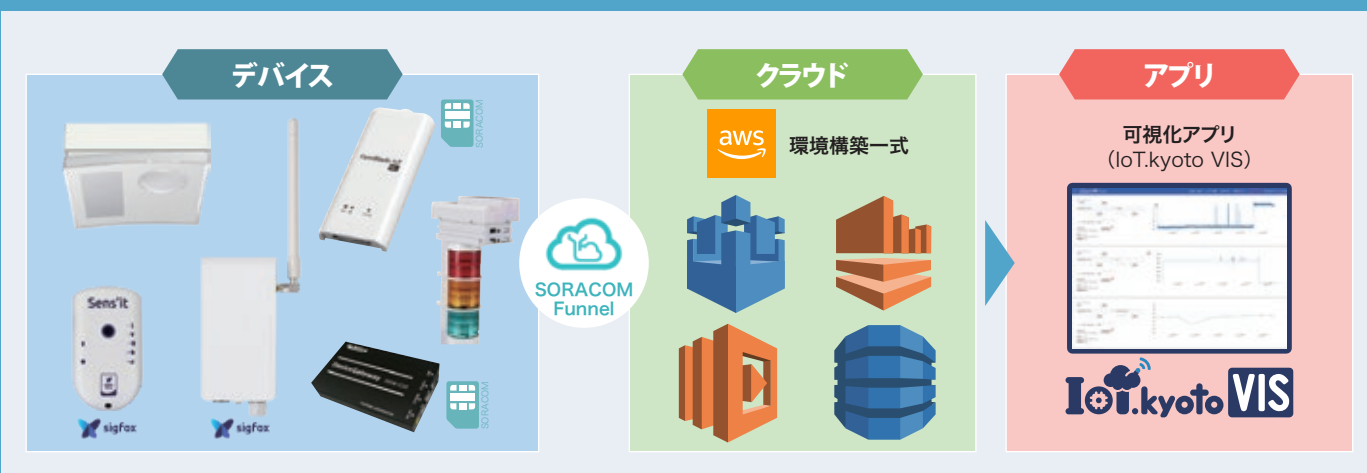 デバイス
SORACOM
Sens'it
sigfox
sigfox
SORACOM
SORACOM
Funnel
クラウド
aws
環境構築一式
アプリ
可視化アプリ
(IoT.kyoto VIS)
IoT.kyoto VIS